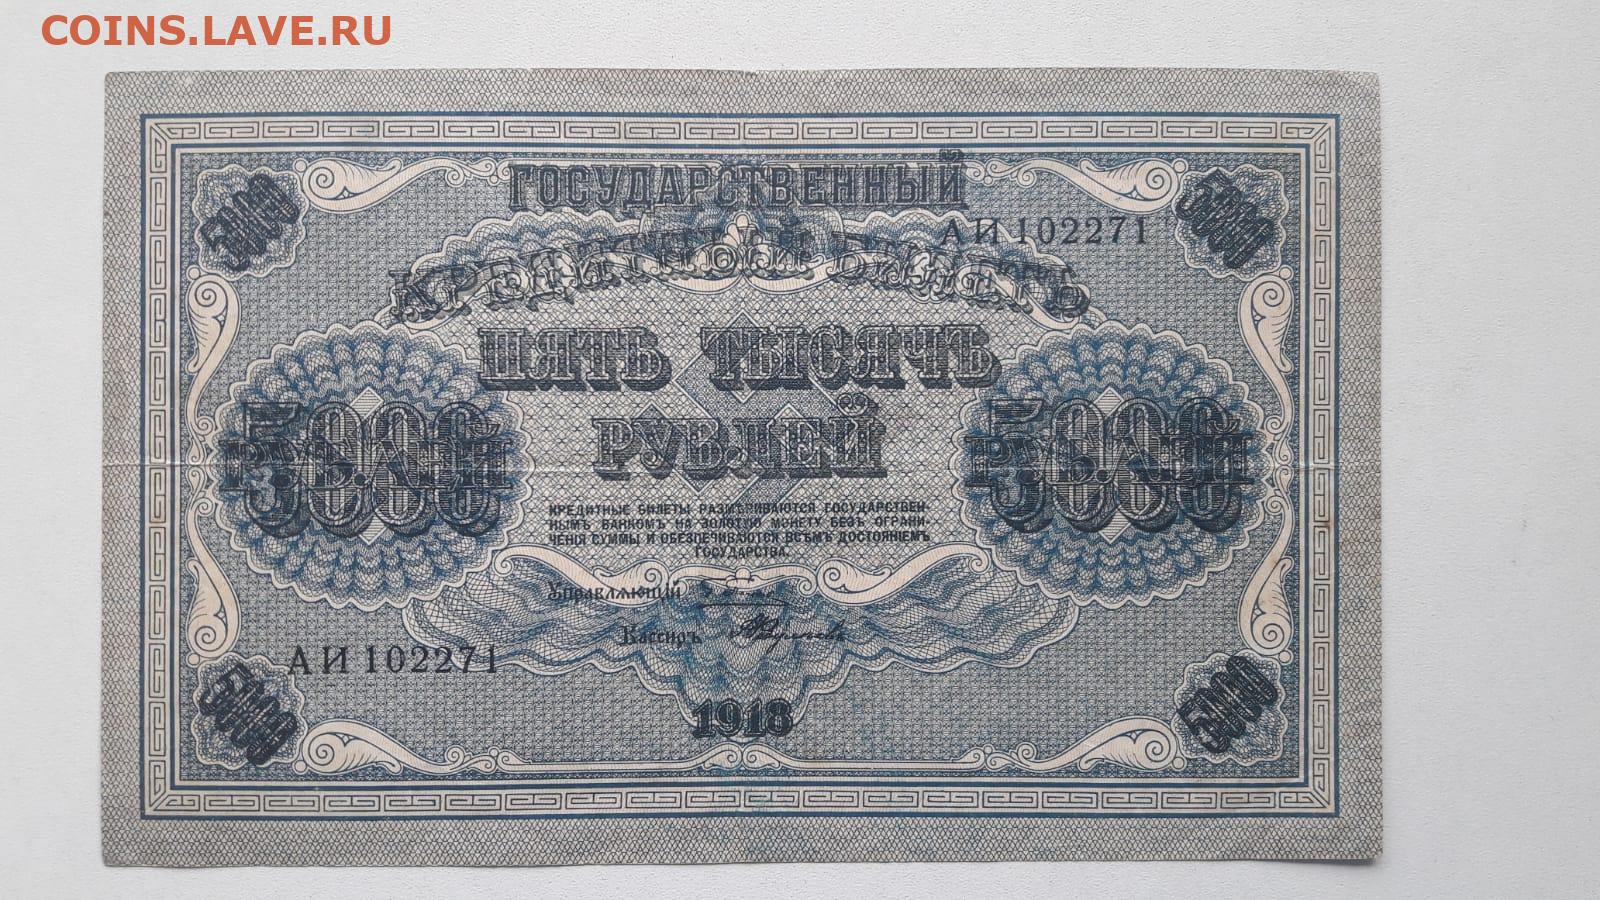 COINS.LAVE.RU
5000
ГОСУДАРСТВЕННЫЙ
5000
АИ 102271
КРЕДИТНЫЙ БИЛЕТЪ
ПЯТЬ ТЫСЯЧЪ
РУБЛЕЙ
5000
РУБЛЕЙ
5000
РУБЛЕЙ
КРЕДИТНЫЕ БИЛЕТЫ РАЗМѢНИВАЮТСЯ ГОСУДАРСТВЕН-
НЫМЪ БАНКОМЪ НА ЗОЛОТУЮ МОНЕТУ БЕЗЪ ОГРАНИ-
ЧЕНІЯ СУММЫ И ОБЕЗПЕЧИВАЮТСЯ ВСѢМЪ ДОСТОЯНІЕМЪ
ГОСУДАРСТВА.
Управляющій
Кассиръ
АИ 102271
5000
1918
5000